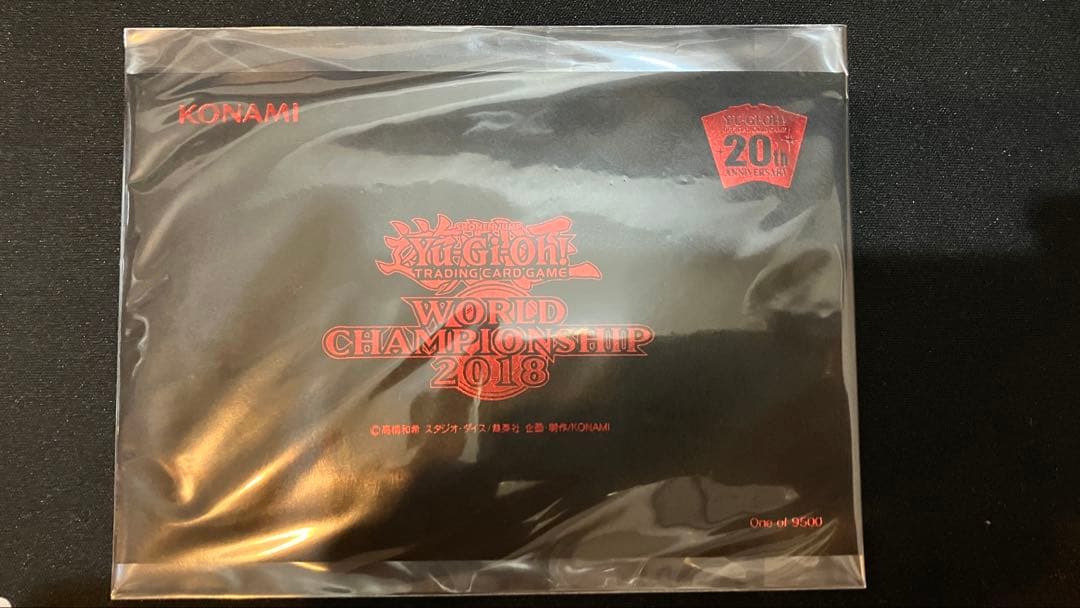 KONAMI
YU-GI-OH!
20th
ANNIVERSARY
Yu-Gi-Oh!
TRADING CARD GAME
WORLD
CHAMPIONSHIP
2018
©高橋和希 スタジオ・ダイス/集英社 企画・制作/KONAMI
One of 9500